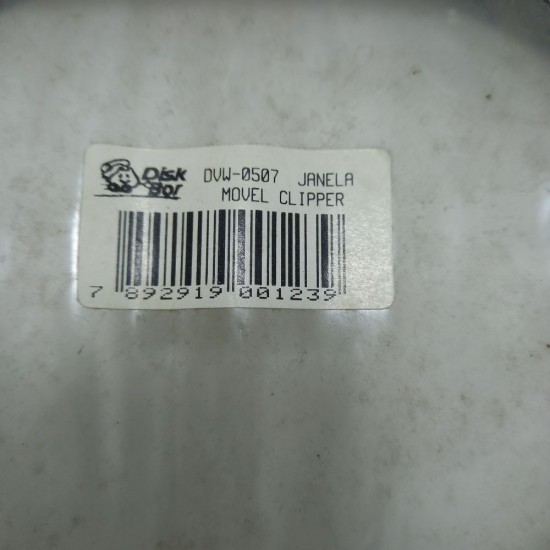 Disk
Bor
DVW-0507 JANELA
MOVEL CLIPPER
7 892919 001239